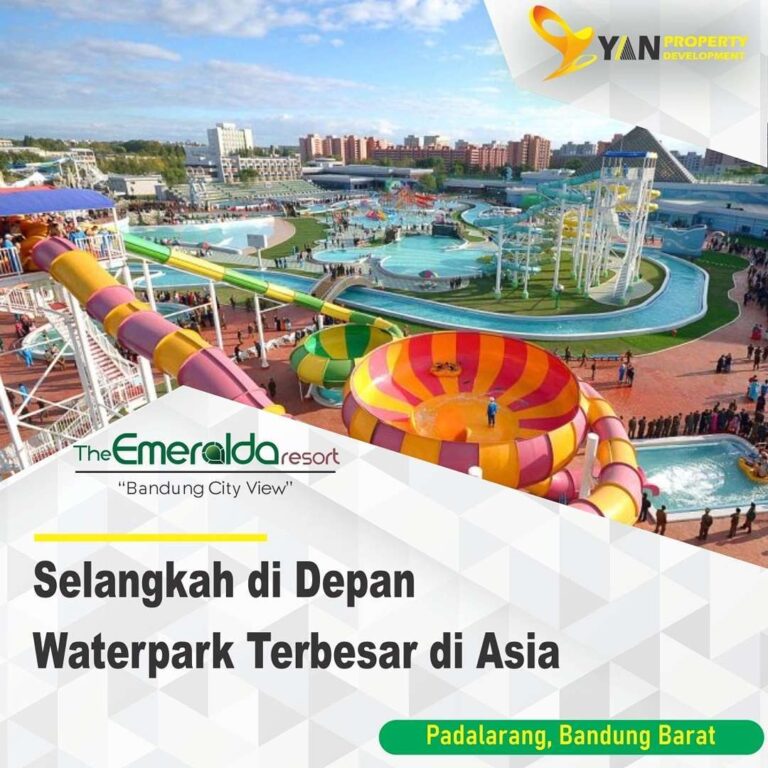 YAN PROPERTY
DEVELOPMENT
The Emeralda resort
“Bandung City View”
Selangkah di Depan
Waterpark Terbesar di Asia
Padalarang, Bandung Barat